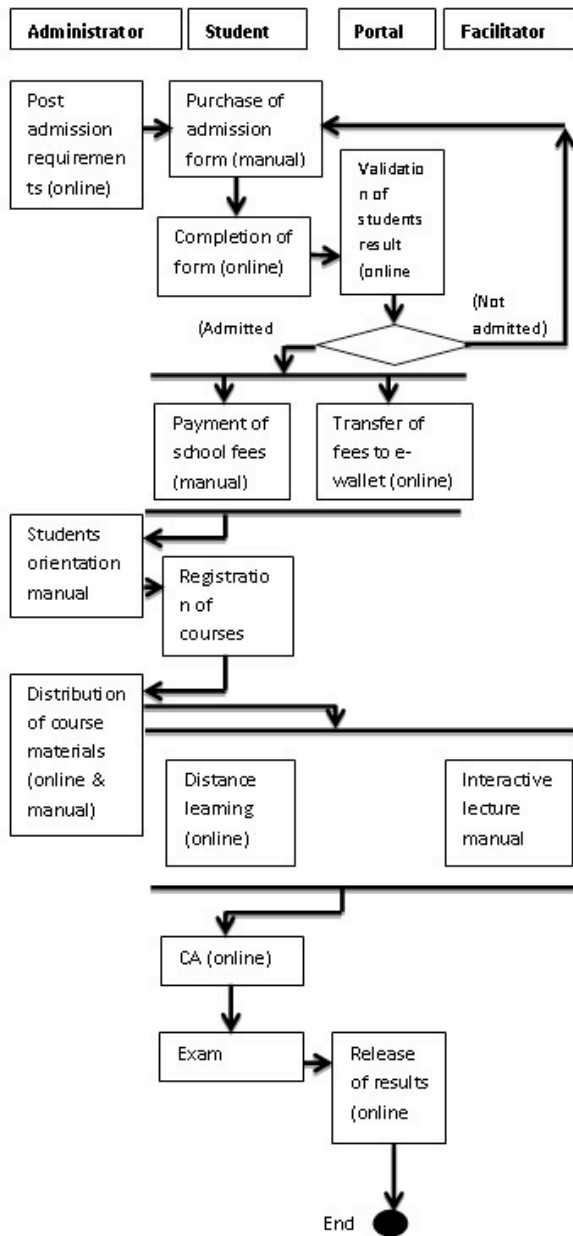 Administrator
Student
Portal
Facilitator
Post
admission
requiremen
ts (online)
Purchase of
admission
form (manual)
Validatio
n of
students
result
(online
Completion of
form (online)
(Admitted
(Not
admitted)
Payment of
school fees
(manual)
Transfer of
fees to e-
wallet (online)
Students
orientation
manual
Registratio
n of
courses
Distribution
of course
materials
(online &
manual)
Distance
learning
(online)
Interactive
lecture
manual
CA (online)
Exam
Release
of results
(online
End